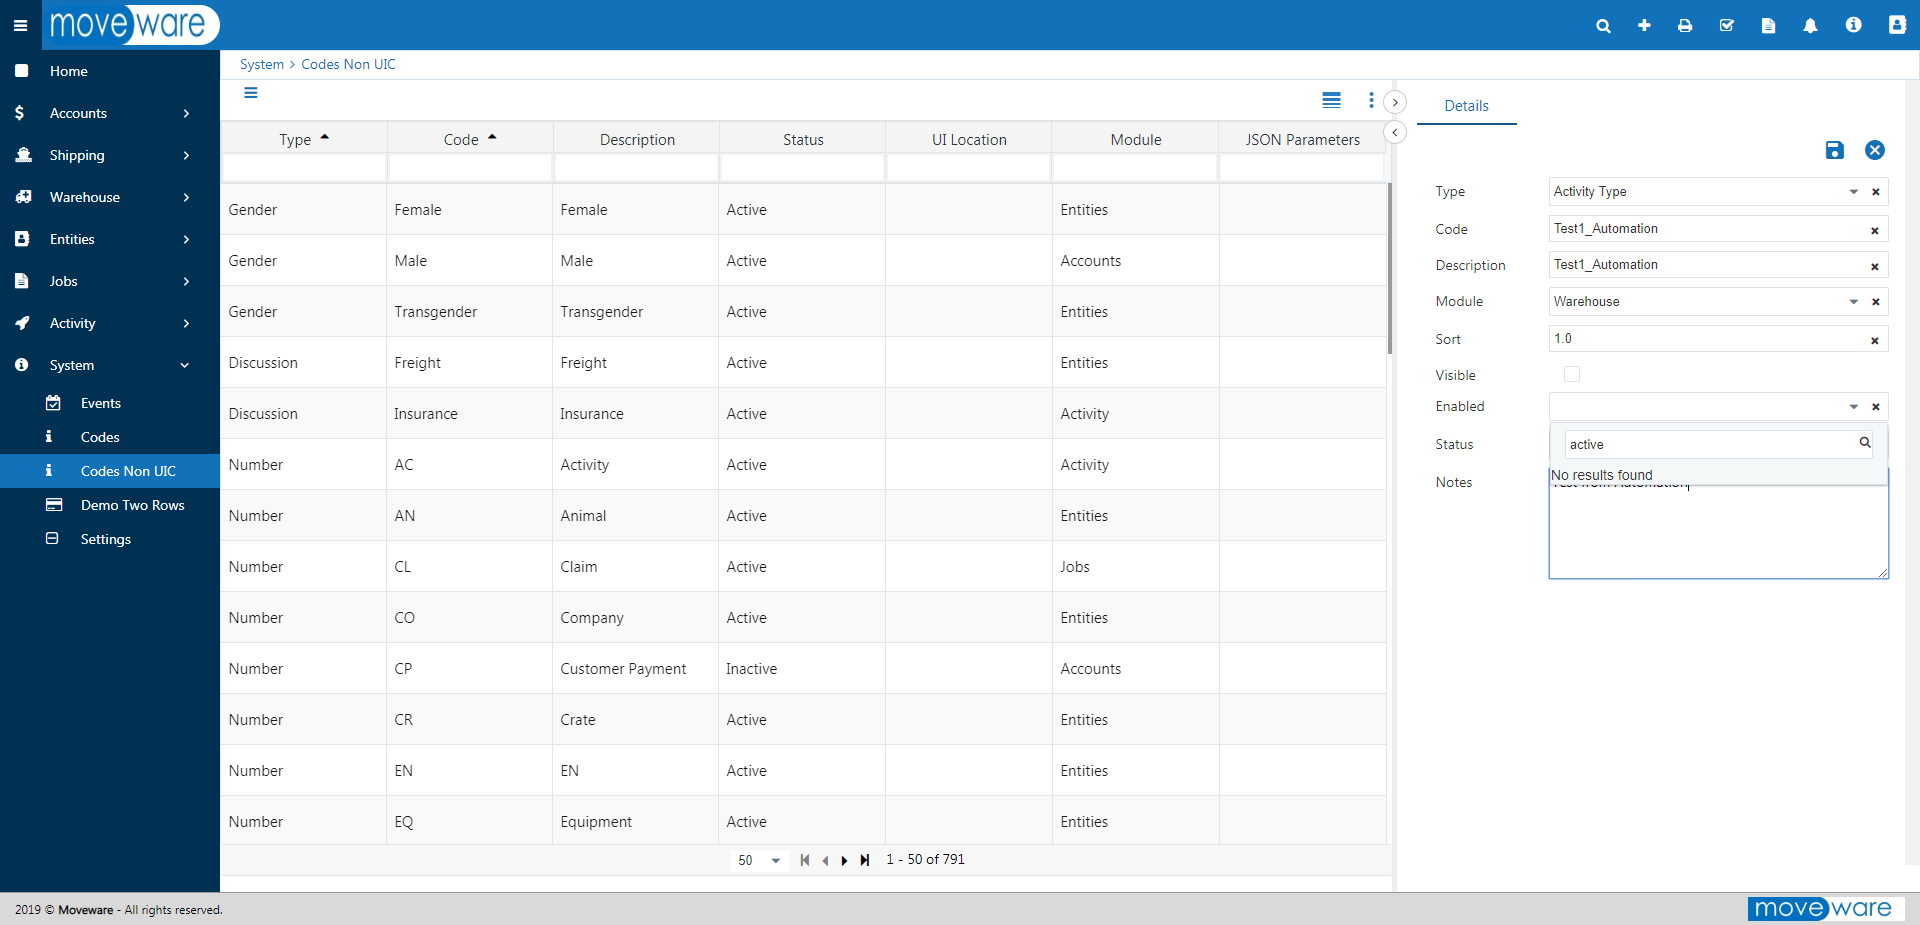 moveware
System > Codes Non UIC
Home
Accounts
Shipping
Warehouse
Entities
Jobs
Activity
System
Events
Codes
Codes Non UIC
Demo Two Rows
Settings
Type Code Description Status UI Location Module JSON Parameters
Gender Female Female Active Entities
Gender Male Male Active Accounts
Gender Transgender Transgender Active Entities
Discussion Freight Freight Active Entities
Discussion Insurance Insurance Active Activity
Number AC Activity Active Activity
Number AN Animal Active Entities
Number CL Claim Active Jobs
Number CO Company Active Entities
Number CP Customer Payment Inactive Accounts
Number CR Crate Active Entities
Number EN EN Active Entities
Number EQ Equipment Active Entities
50 1 - 50 of 791
Details
Type Activity Type
Code Test1_Automation
Description Test1_Automation
Module Warehouse
Sort 1.0
Visible
Enabled
Status active
No results found
Notes Test from Automation
2019 © Moveware - All rights reserved.
moveware